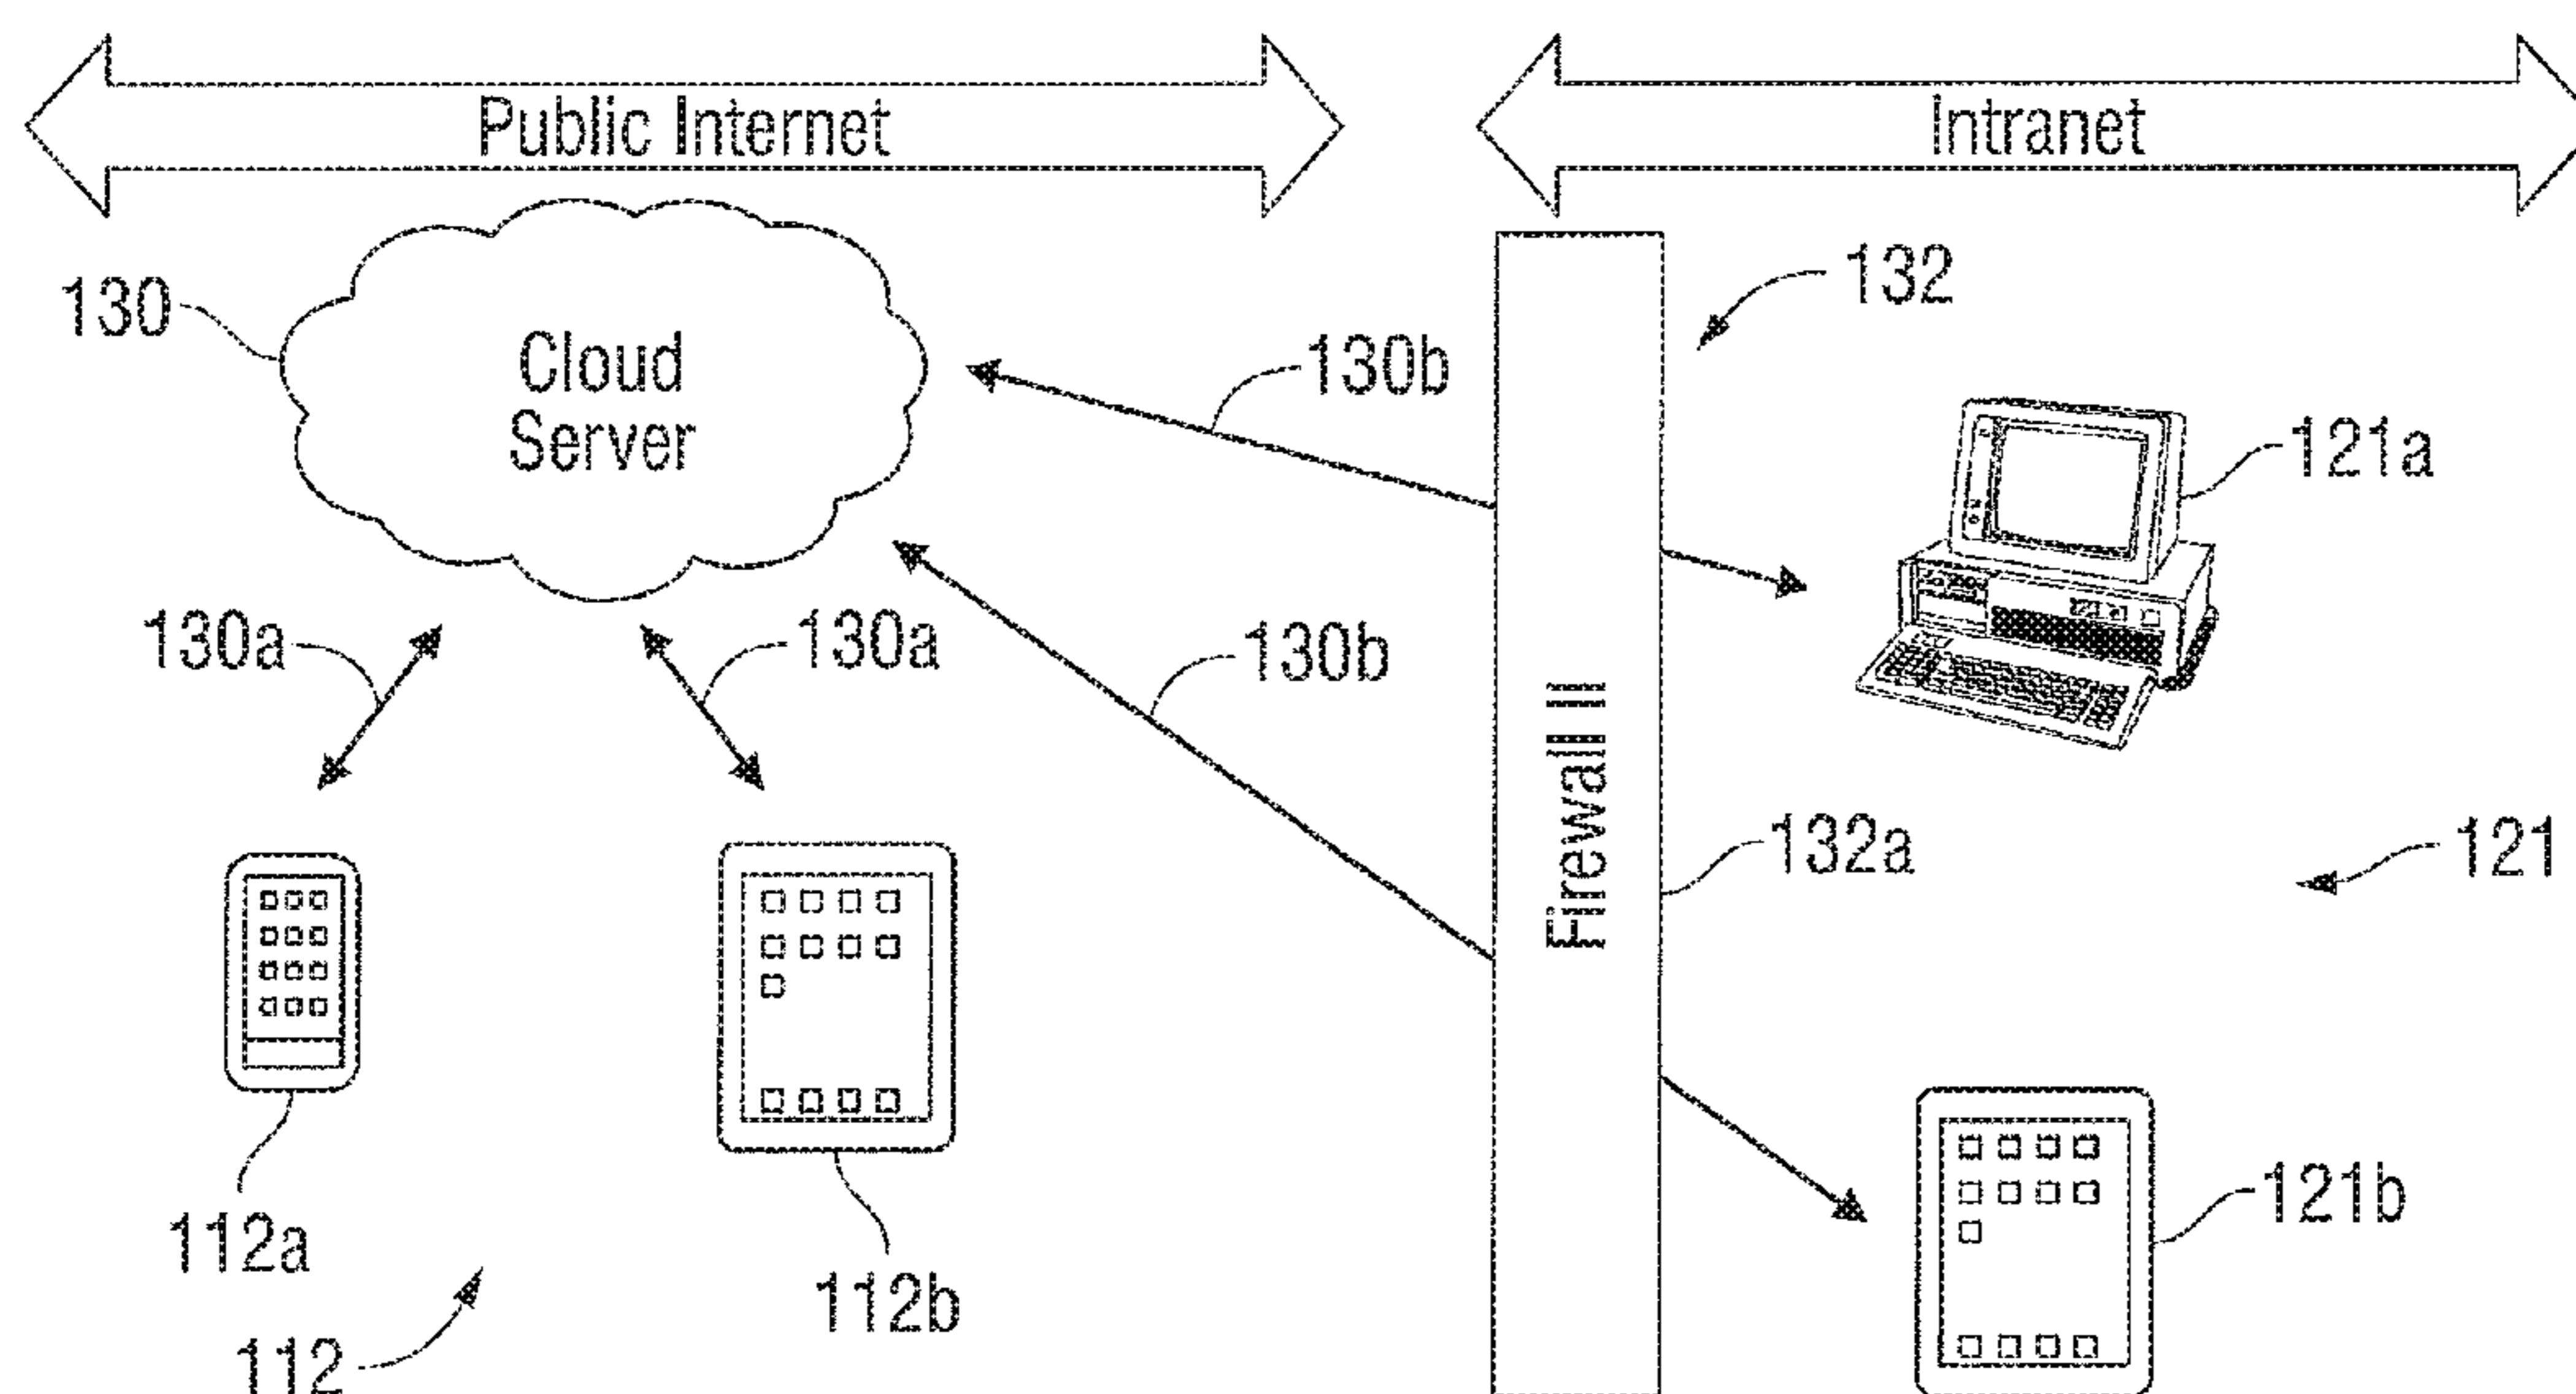 Public Internet
Intranet
130
Cloud
Server
130b
132
121a
130a
130a
130b
Firewall II
132a
121
112a
112b
121b
112